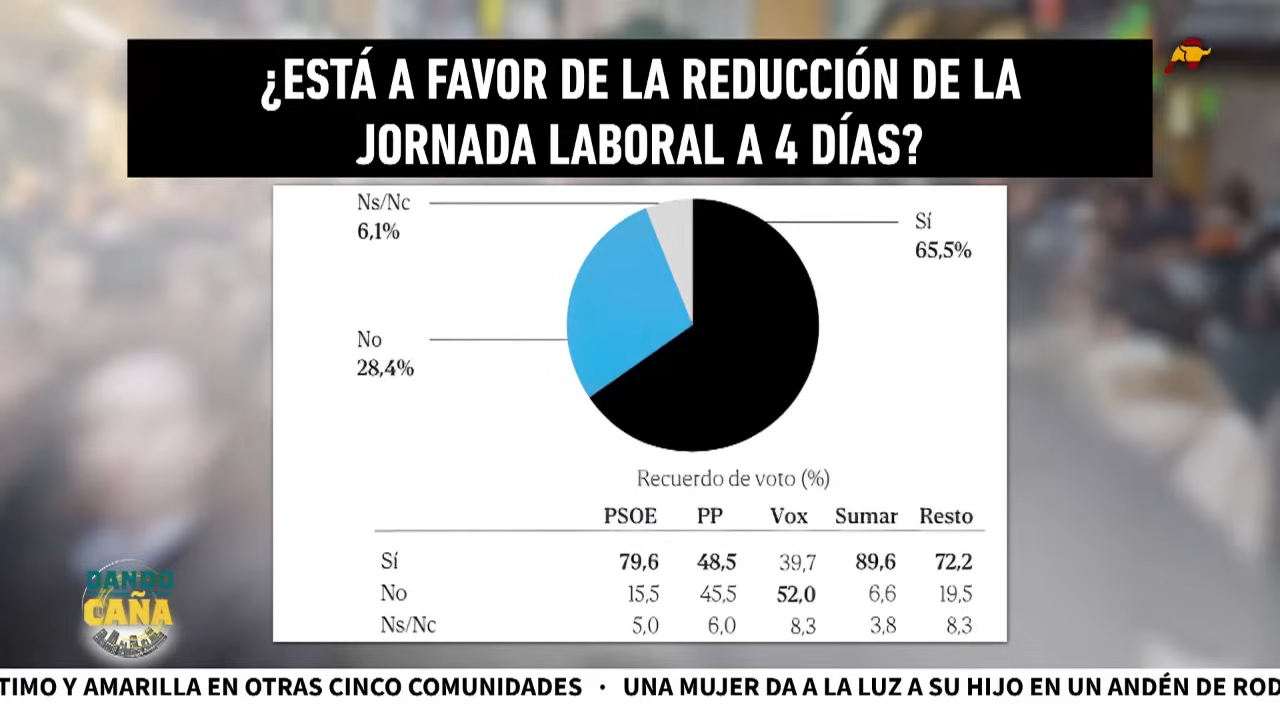 ¿ESTÁ A FAVOR DE LA REDUCCIÓN DE LA
JORNADA LABORAL A 4 DÍAS?
Ns/Nc
6,1%
Sí
65,5%
No
28,4%
Recuerdo de voto (%)
PSOE PP Vox Sumar Resto
Sí 79,6 48,5 39,7 89,6 72,2
No 15,5 45,5 52,0 6,6 19,5
Ns/Nc 5,0 6,0 8,3 3,8 8,3
DANDO
CAÑA
TIMO Y AMARILLA EN OTRAS CINCO COMUNIDADES · UNA MUJER DA A LA LUZ A SU HIJO EN UN ANDÉN DE ROD